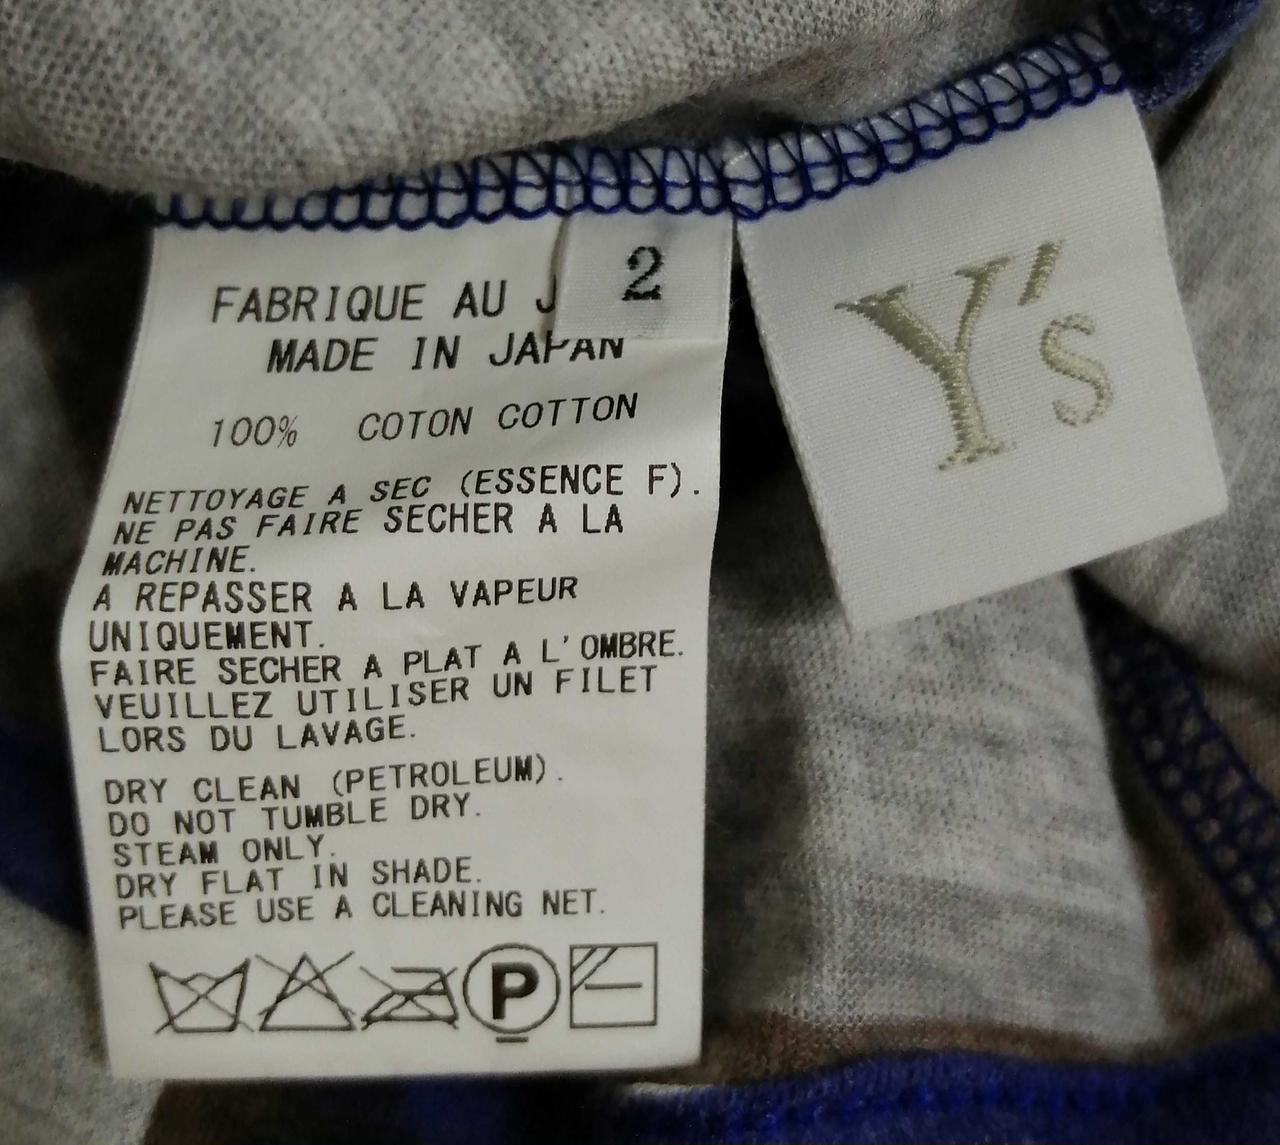 FABRIQUE AU J
2
MADE IN JAPAN
100% COTON COTTON
NETTOYAGE A SEC (ESSENCE F).
NE PAS FAIRE SECHER A LA
MACHINE.
A REPASSER A LA VAPEUR
UNIQUEMENT.
FAIRE SECHER A PLAT A L'OMBRE.
VEUILLEZ UTILISER UN FILET
LORS DU LAVAGE.
DRY CLEAN (PETROLEUM).
DO NOT TUMBLE DRY.
STEAM ONLY.
DRY FLAT IN SHADE.
PLEASE USE A CLEANING NET.
P
Y's